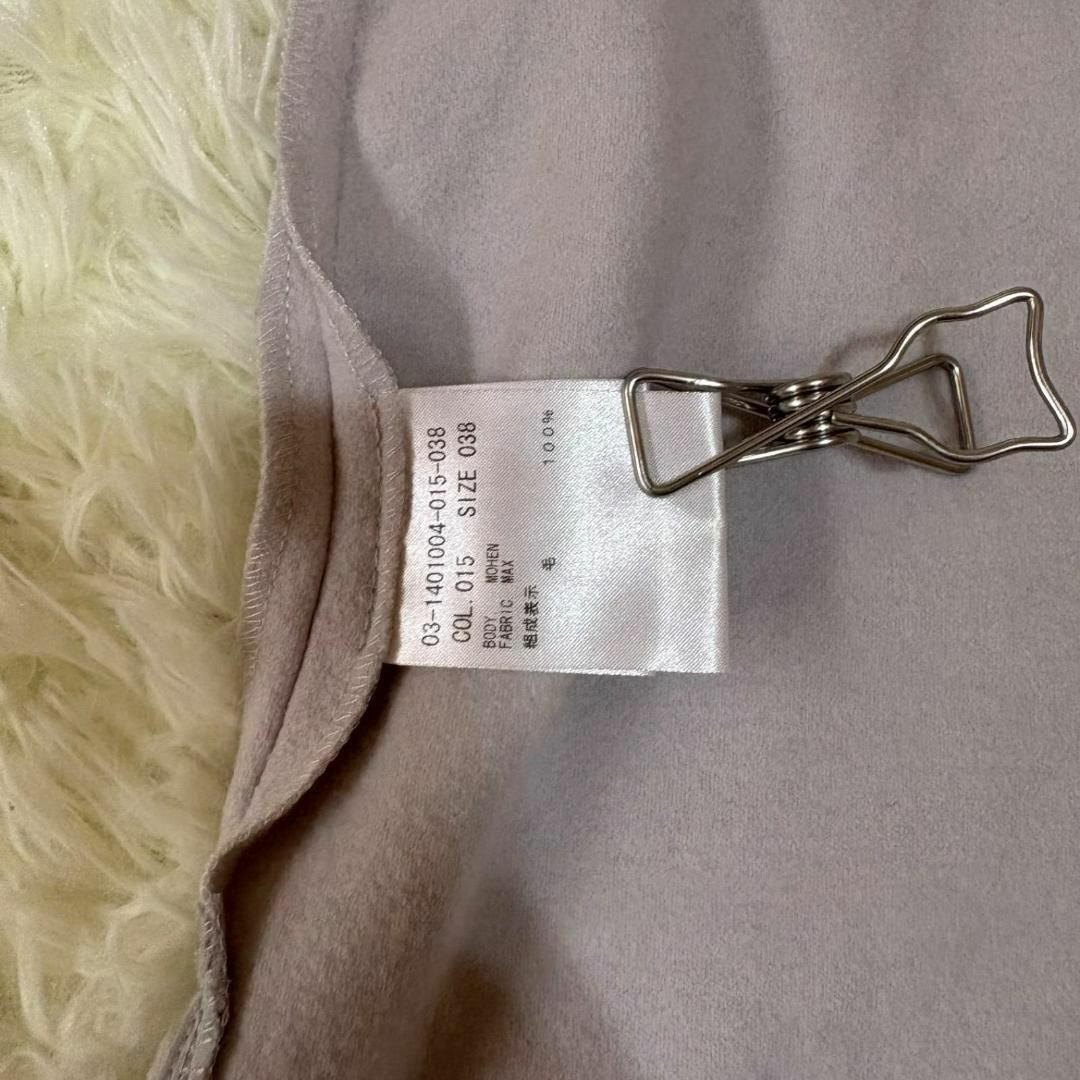 03-1401004-015-038
COL. 015 SIZE 038
BODY MOHEN
FABRIC MAX
組成表示
毛 100%